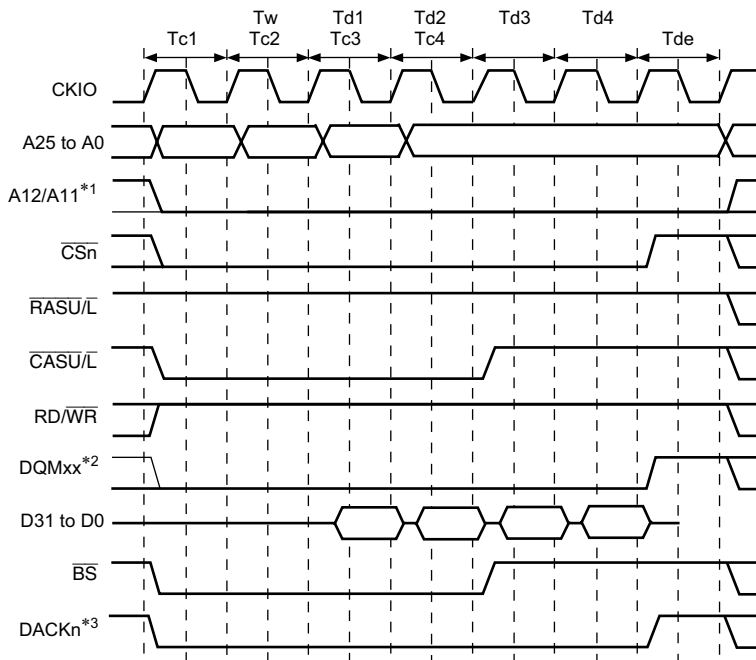 Tw Td1 Td2 Td3 Td4
Tc1 Tc2 Tc3 Tc4 Tde
CKIO
A25 to A0
A12/A11*1
CSn
RASU/L
CASU/L
RD/WR
DQMxx*2
D31 to D0
BS
DACKn*3